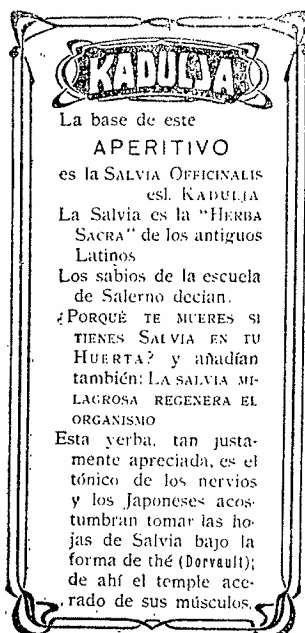 KADULJA
La base de este
APERITIVO
es la SALVIA OFFICINALIS
esl. KADULJA
La Salvia es la "HERBA
SACRA" de los antiguos
Latinos
Los sabios de la escuela
de Salerno decian.
¿PORQUÉ TE MUERES SI
TIENES SALVIA EN TU
HUERTA? y añadían
también: LA SALVIA MI-
LAGROSA REGENERA EL
ORGANISMO
Esta yerba, tan justa-
mente apreciada, es el
tónico de los nervios
y los Japoneses acos-
tumbran tomar las ho-
jas de Salvia bajo la
forma de thé (Dorvault);
de ahí el temple ace-
rado de sus músculos.